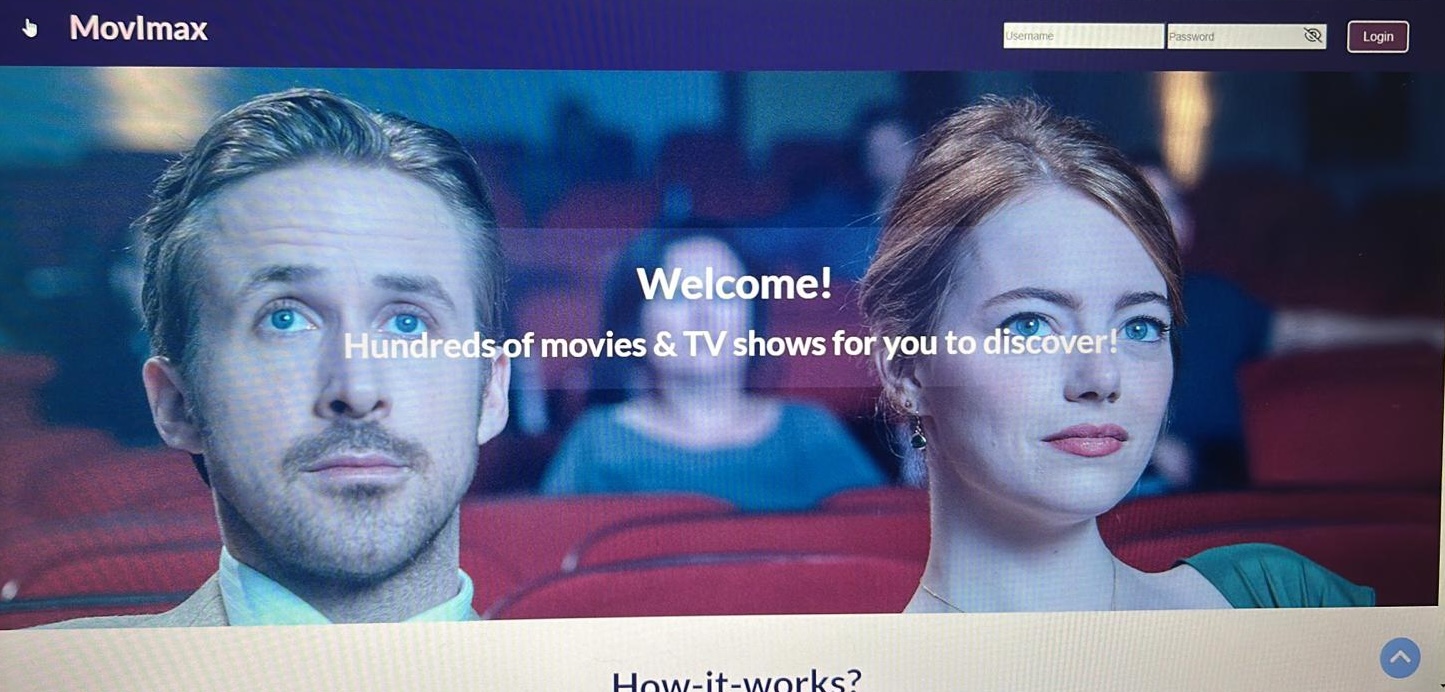 MovImax
Username
Password
Login
Welcome!
Hundreds of movies & TV shows for you to discover!
How-it-works?